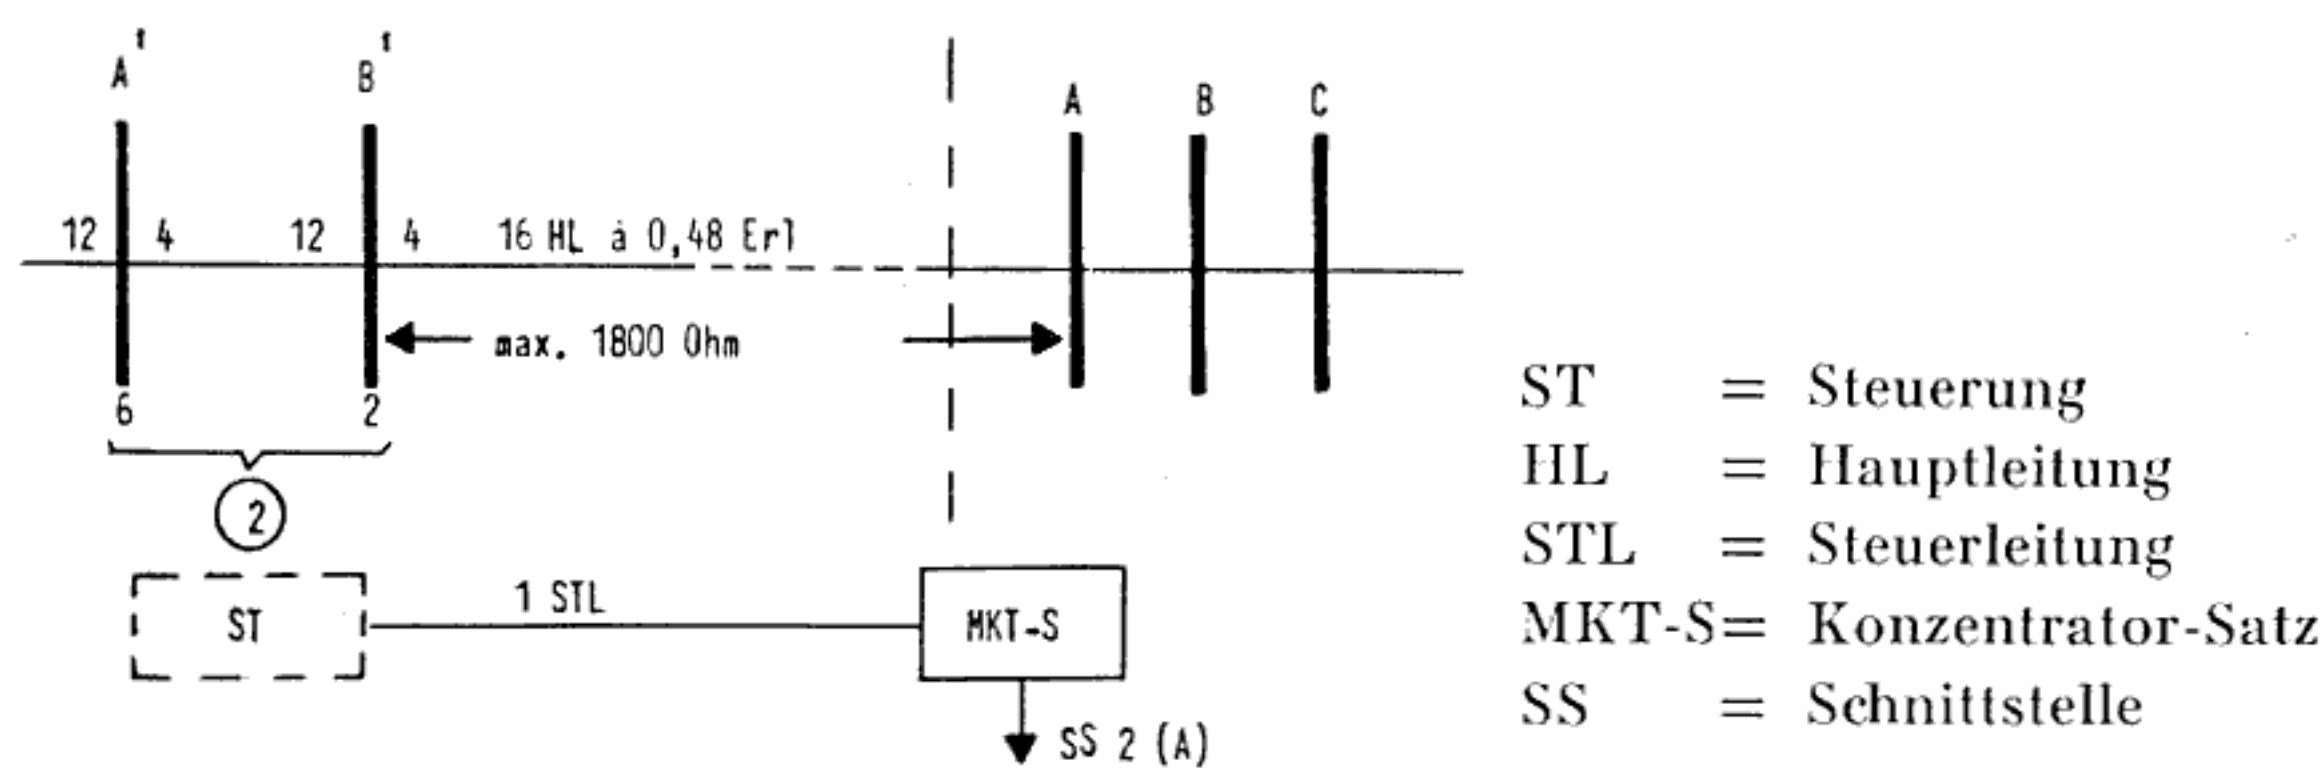 A' B'
A B C
12 4 12 4 16 HL à 0,48 Erl
max. 1800 Ohm
6 2
2
ST 1 STL MKT-S
SS 2 (A)
ST = Steuerung
HL = Hauptleitung
STL = Steuerleitung
MKT-S= Konzentrator-Satz
SS = Schnittstelle